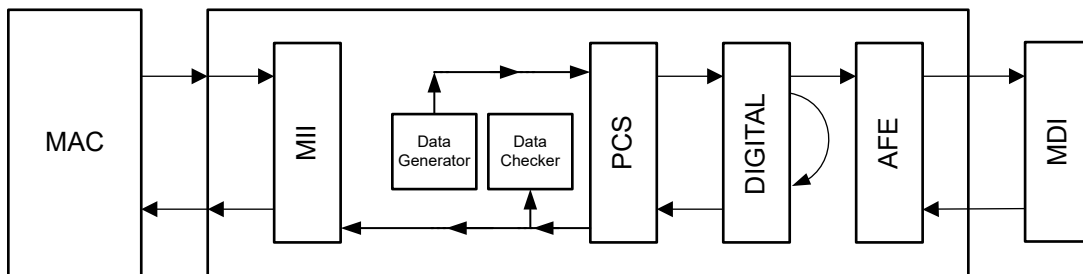 MAC
MII
Data
Generator
Data
Checker
PCS
DIGITAL
AFE
MDI